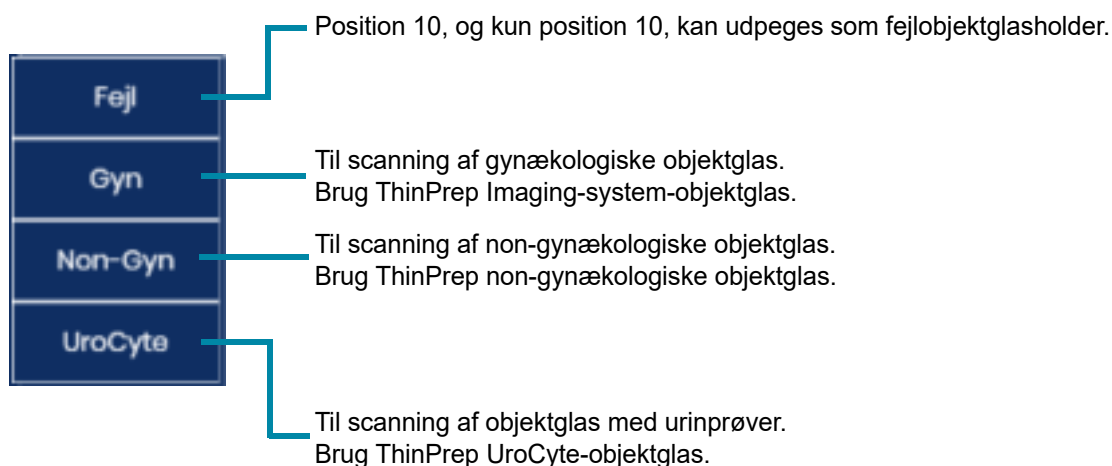 Position 10, og kun position 10, kan udpeges som fejlobjektglasholder.
Fejl
Til scanning af gynækologiske objektglas.
Brug ThinPrep Imaging-system-objektglas.
Gyn
Til scanning af non-gynækologiske objektglas.
Brug ThinPrep non-gynækologiske objektglas.
Non-Gyn
UroCyte
Til scanning af objektglas med urinprøver.
Brug ThinPrep UroCyte-objektglas.